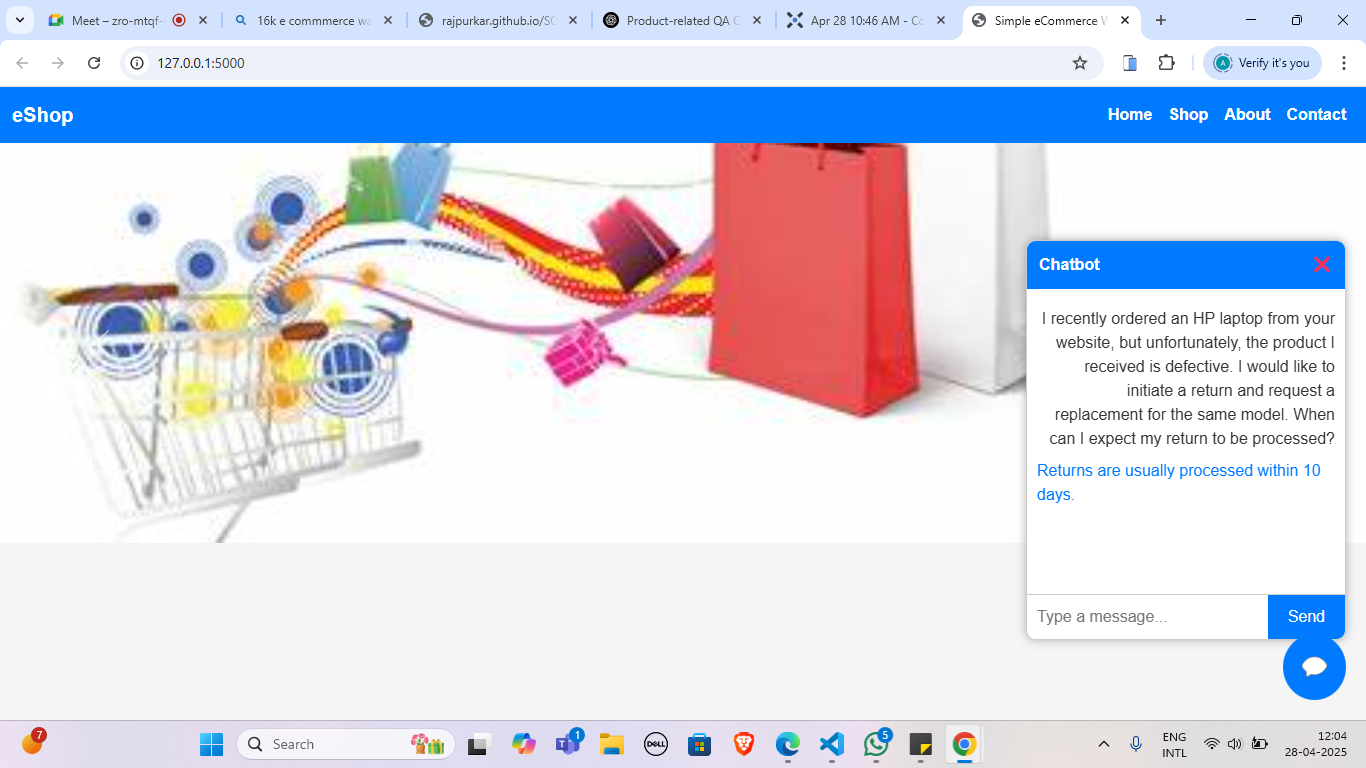 Meet – zro-mtqf-
16k e commmerce wa
rajpurkar.github.io/SQ
Product-related QA C
Apr 28 10:46 AM - Co
Simple eCommerce W
127.0.0.1:5000
A
Verify it's you
eShop
Home Shop About Contact
Chatbot
I recently ordered an HP laptop from your
website, but unfortunately, the product I
received is defective. I would like to
initiate a return and request a
replacement for the same model. When
can I expect my return to be processed?
Returns are usually processed within 10
days.
Type a message...
Send
7
Search
DELL
1
5
ENG
INTL
12:04
28-04-2025